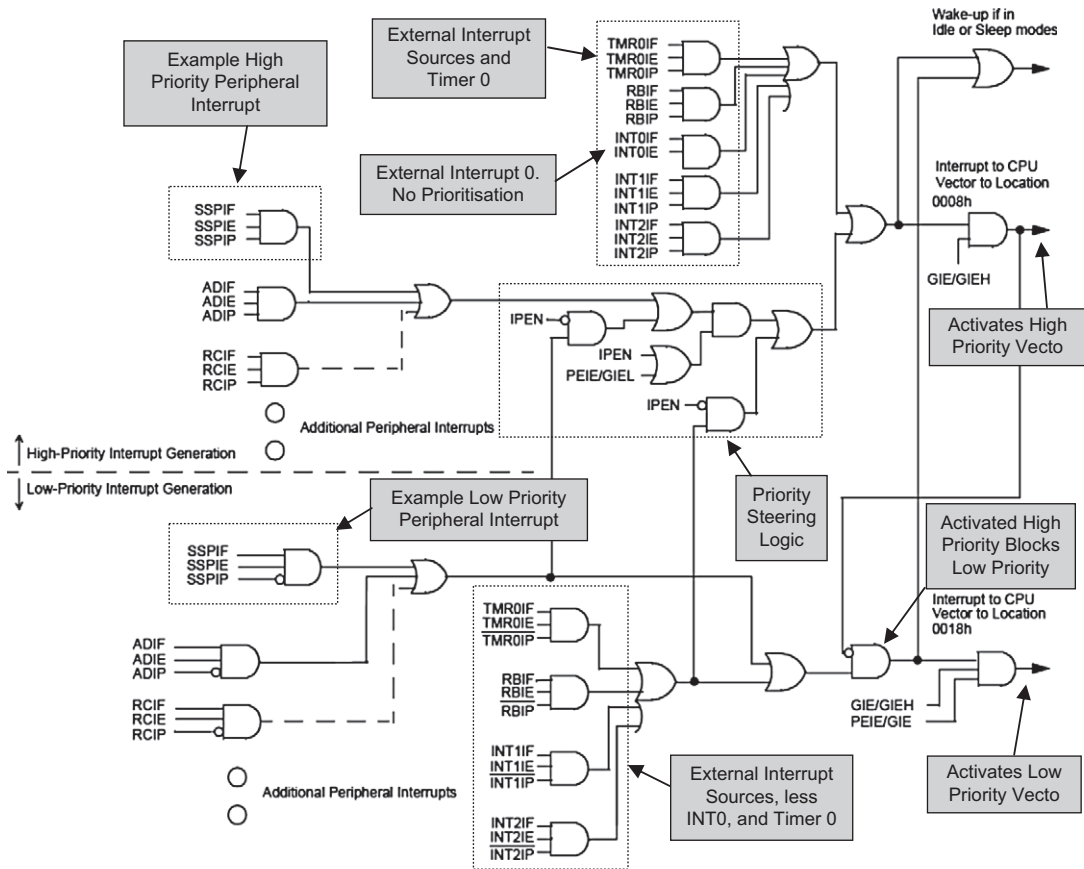 Example High
Priority Peripheral
Interrupt
External Interrupt
Sources and
Timer 0
TMR0IF
TMR0IE
TMR0IP
RBIF
RBIE
RBIP
INT0IF
INT0IE
INT1IF
INT1IE
INT1IP
INT2IF
INT2IE
INT2IP
Wake-up if in
Idle or Sleep modes
External Interrupt 0.
No Prioritisation
Interrupt to CPU
Vector to Location
0008h
GIE/GIEH
Activates High
Priority Vecto
SSPIF
SSPIE
SSPIP
ADIF
ADIE
ADIP
RCIF
RCIE
RCIP
Additional Peripheral Interrupts
IPEN
IPEN
PEIE/GIEL
IPEN
High-Priority Interrupt Generation
Low-Priority Interrupt Generation
Example Low Priority
Peripheral Interrupt
Priority
Steering
Logic
Activated High
Priority Blocks
Low Priority
SSPIF
SSPIE
SSPIP
ADIF
ADIE
ADIP
RCIF
RCIE
RCIP
Additional Peripheral Interrupts
TMR0IF
TMR0IE
TMR0IP
RBIF
RBIE
RBIP
INT1IF
INT1IE
INT1IP
INT2IF
INT2IE
INT2IP
Interrupt to CPU
Vector to Location
0018h
GIE/GIEH
PEIE/GIE
External Interrupt
Sources, less
INT0, and Timer 0
Activates Low
Priority Vecto